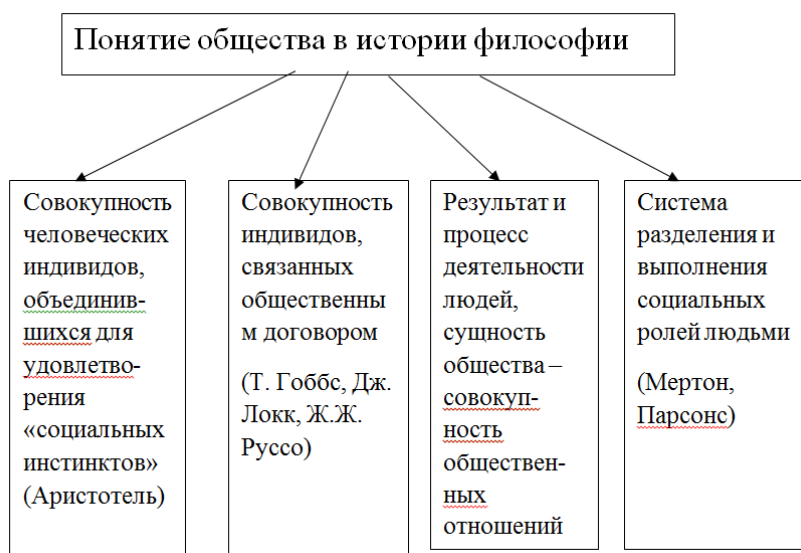 Понятие общества в истории философии
Совокупность
человеческих
индивидов,
объединив-
шихся для
удовлетво-
рения
«социальных
инстинктов»
(Аристотель)
Совокупность
индивидов,
связанных
общественны
м договором
(Т. Гоббс, Дж.
Локк, Ж.Ж.
Руссо)
Результат и
процесс
деятельности
людей,
сущность
общества –
совокуп-
ность
обществен-
ных
отношений
Система
разделения и
выполнения
социальных
ролей людьми
(Мертон,
Парсонс)